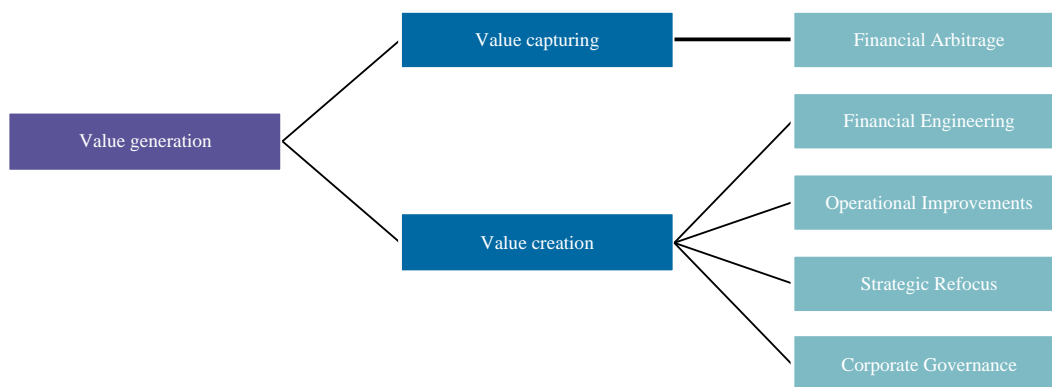 Value capturing
Financial Arbitrage
Financial Engineering
Value generation
Operational Improvements
Value creation
Strategic Refocus
Corporate Governance